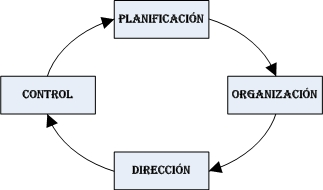 PLANIFICACIÓN
ORGANIZACIÓN
DIRECCIÓN
CONTROL